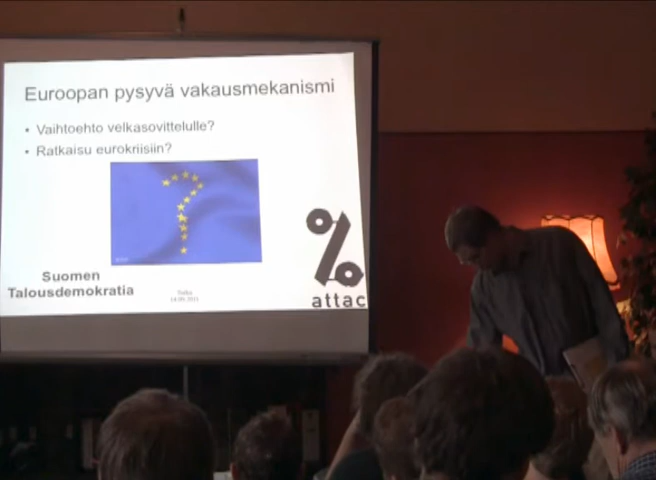 Euroopan pysyvä vakausmekanismi
• Vaihtoehto velkasovittelulle?
• Ratkaisu eurokriisiin?
%
attac
Suomen
Talousdemokratia